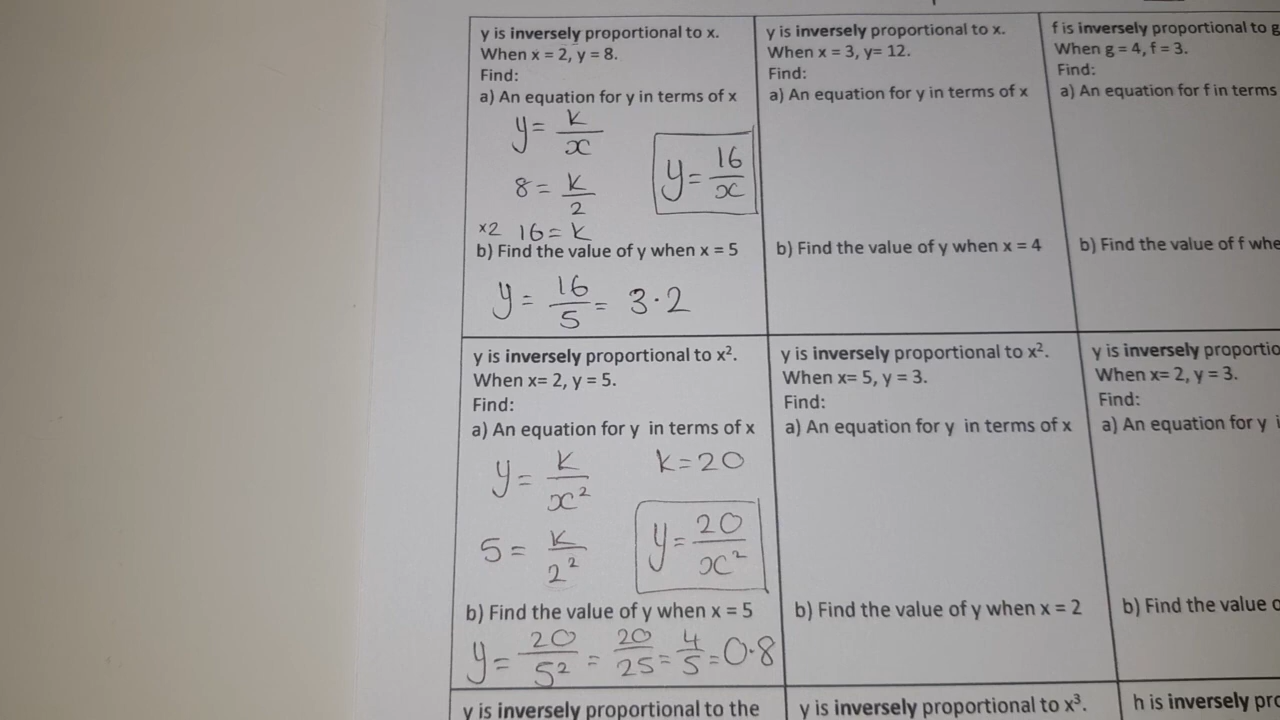 y is inversely proportional to x.
When x = 2, y = 8.
Find:
a) An equation for y in terms of x
y = k/x
8 = k/2
×2 16 = k
y = 16/x
b) Find the value of y when x = 5
y = 16/5 = 3·2
y is inversely proportional to x.
When x = 3, y= 12.
Find:
a) An equation for y in terms of x
b) Find the value of y when x = 4
f is inversely proportional to g
When g = 4, f = 3.
Find:
a) An equation for f in terms
b) Find the value of f whe
y is inversely proportional to x².
When x= 2, y = 5.
Find:
a) An equation for y in terms of x
y = k/x²
5 = k/2²
k = 20
y = 20/x²
b) Find the value of y when x = 5
y = 20/5² = 20/25 = 4/5 = 0·8
y is inversely proportional to x².
When x= 5, y = 3.
Find:
a) An equation for y in terms of x
b) Find the value of y when x = 2
y is inversely proportio
When x= 2, y = 3.
Find:
a) An equation for y i
b) Find the value o
y is inversely proportional to the
y is inversely proportional to x³.
h is inversely pro